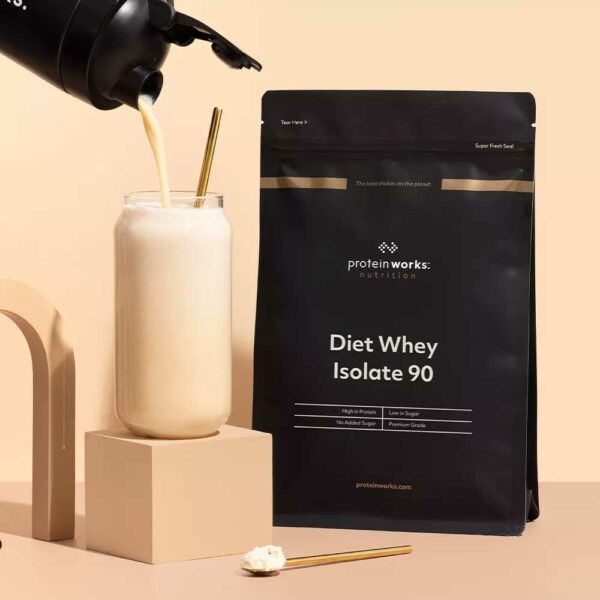 Tear Here >
Super Fresh Seal
The best shakes on the planet
protein works:
nutrition
Diet Whey
Isolate 90
High in Protein | Low in Sugar
No Added Sugar | Premium Grade
proteinworks.com